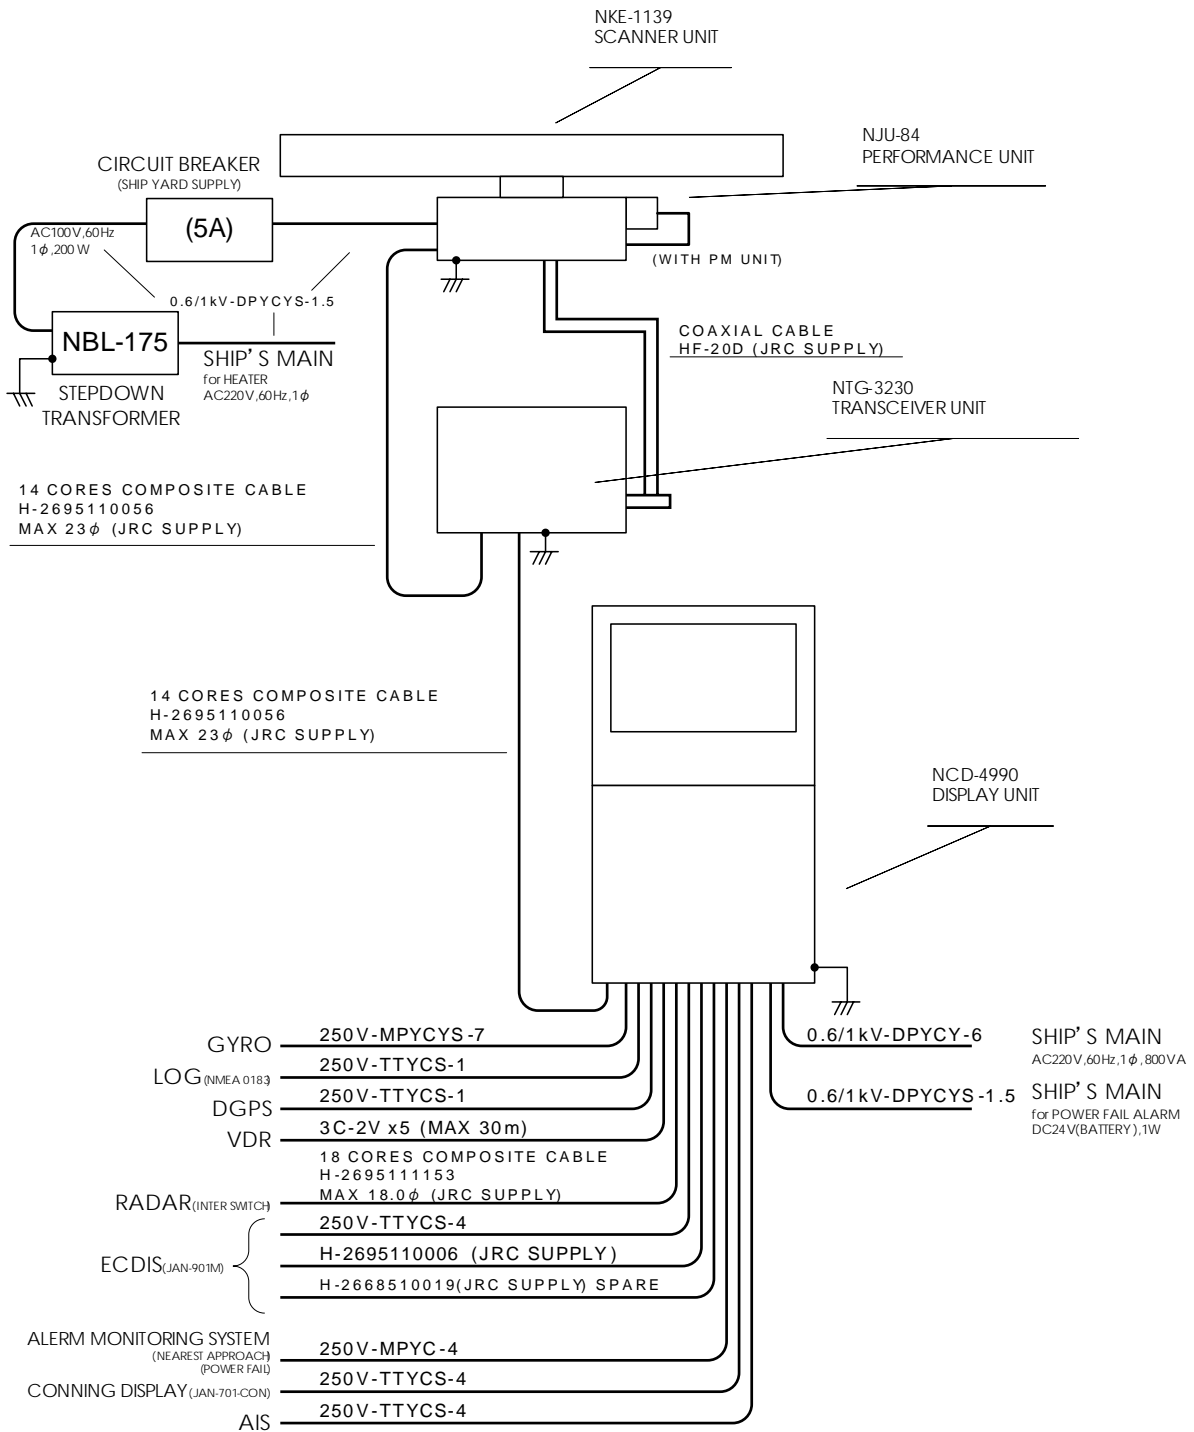 NKE-1139
SCANNER UNIT
NJU-84
PERFORMANCE UNIT
CIRCUIT BREAKER
(SHIP YARD SUPPLY)
(5A)
AC100V,60Hz
1φ,200 W
(WITH PM UNIT)
0.6/1kV-DPYCYS-1.5
NBL-175
SHIP'S MAIN
for HEATER
AC220V,60Hz,1φ
STEPDOWN
TRANSFORMER
COAXIAL CABLE
HF-20D (JRC SUPPLY)
NTG-3230
TRANSCEIVER UNIT
14 CORES COMPOSITE CABLE
H-2695110056
MAX 23φ (JRC SUPPLY)
14 CORES COMPOSITE CABLE
H-2695110056
MAX 23φ (JRC SUPPLY)
NCD-4990
DISPLAY UNIT
GYRO 250V-MPYCYS-7
LOG(NMEA 0183) 250V-TTYCS-1
DGPS 250V-TTYCS-1
VDR 3C-2V x5 (MAX 30m)
18 CORES COMPOSITE CABLE
H-2695111153
RADAR(INTER SWITCH) MAX 18.0φ (JRC SUPPLY)
250V-TTYCS-4
ECDIS(JAN-901M) H-2695110006 (JRC SUPPLY)
H-2668510019(JRC SUPPLY) SPARE
ALERM MONITORING SYSTEM 250V-MPYC-4
(NEAREST APPROACH)
(POWER FAIL)
CONNING DISPLAY(JAN-701-CON) 250V-TTYCS-4
AIS 250V-TTYCS-4
0.6/1kV-DPYCY-6 SHIP'S MAIN
AC220V,60Hz,1φ,800VA
0.6/1kV-DPYCYS-1.5 SHIP'S MAIN
for POWER FAIL ALARM
DC24V(BATTERY),1W